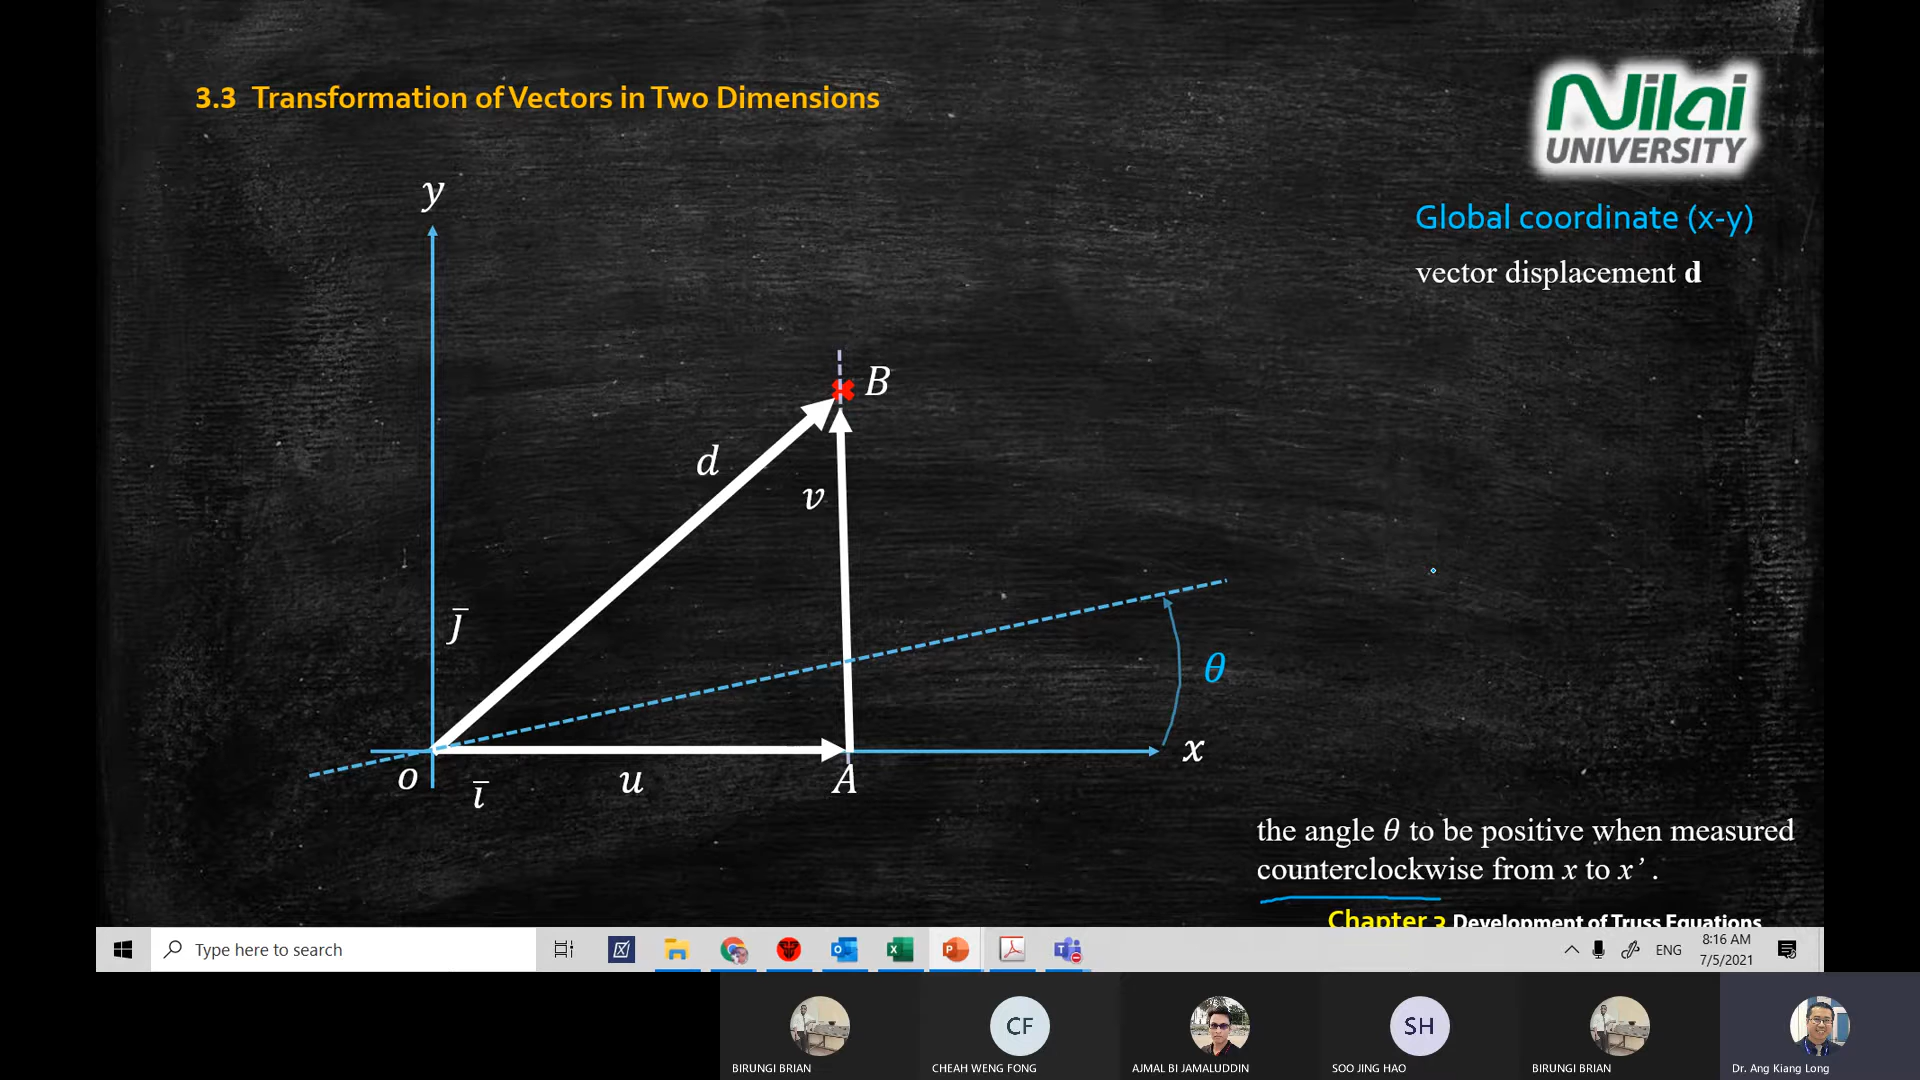 3.3 Transformation of Vectors in Two Dimensions
Nilai
UNIVERSITY
y
Global coordinate (x-y)
vector displacement d
B
d
v
j̅
θ
x
o
i̅
u
A
the angle θ to be positive when measured
counterclockwise from x to x’ .
Chapter 3 Development of Truss Equations
Type here to search
ENG
8:16 AM
7/5/2021
CF
SH
BIRUNGI BRIAN
CHEAH WENG FONG
AJMAL BI JAMALUDDIN
SOO JING HAO
BIRUNGI BRIAN
Dr. Ang Kiang Long